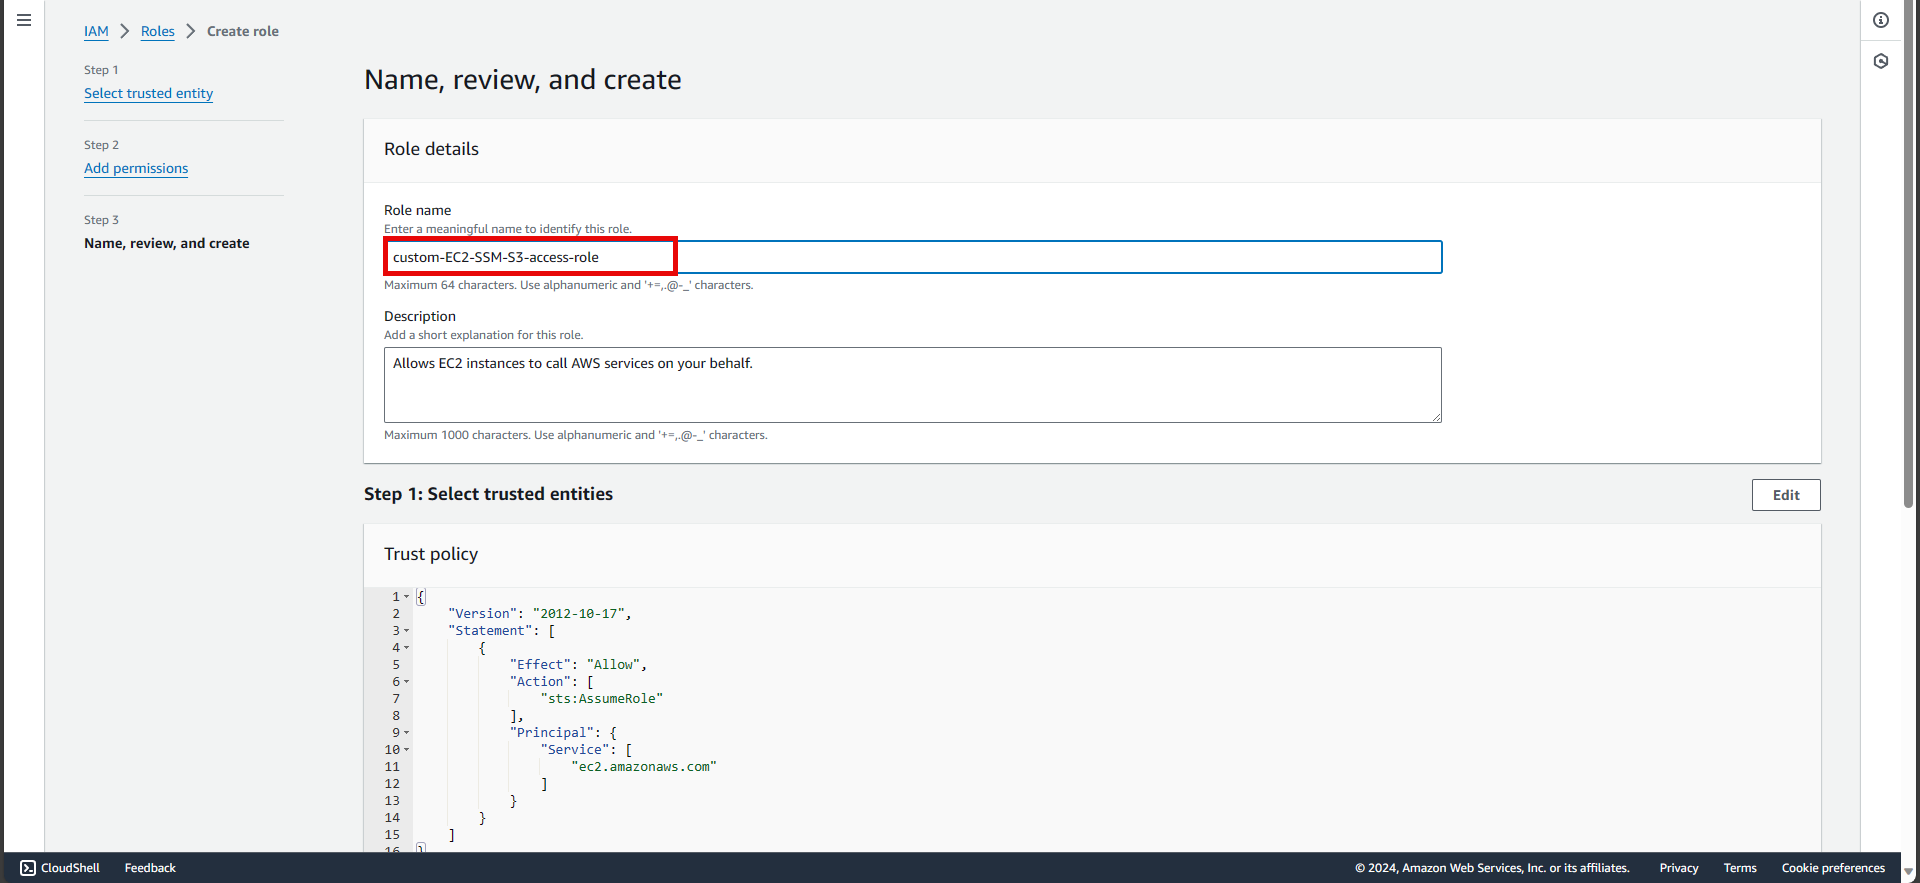 IAM > Roles > Create role
Step 1
Select trusted entity
Step 2
Add permissions
Step 3
Name, review, and create
Name, review, and create
Role details
Role name
Enter a meaningful name to identify this role.
custom-EC2-SSM-S3-access-role
Maximum 64 characters. Use alphanumeric and '+=,.@-_' characters.
Description
Add a short explanation for this role.
Allows EC2 instances to call AWS services on your behalf.
Maximum 1000 characters. Use alphanumeric and '+=,.@-_' characters.
Step 1: Select trusted entities
Edit
Trust policy
1 {
2 "Version": "2012-10-17",
3 "Statement": [
4 {
5 "Effect": "Allow",
6 "Action": [
7 "sts:AssumeRole"
8 ],
9 "Principal": {
10 "Service": [
11 "ec2.amazonaws.com"
12 ]
13 }
14 }
15 ]
16 }
CloudShell Feedback © 2024, Amazon Web Services, Inc. or its affiliates. Privacy Terms Cookie preferences